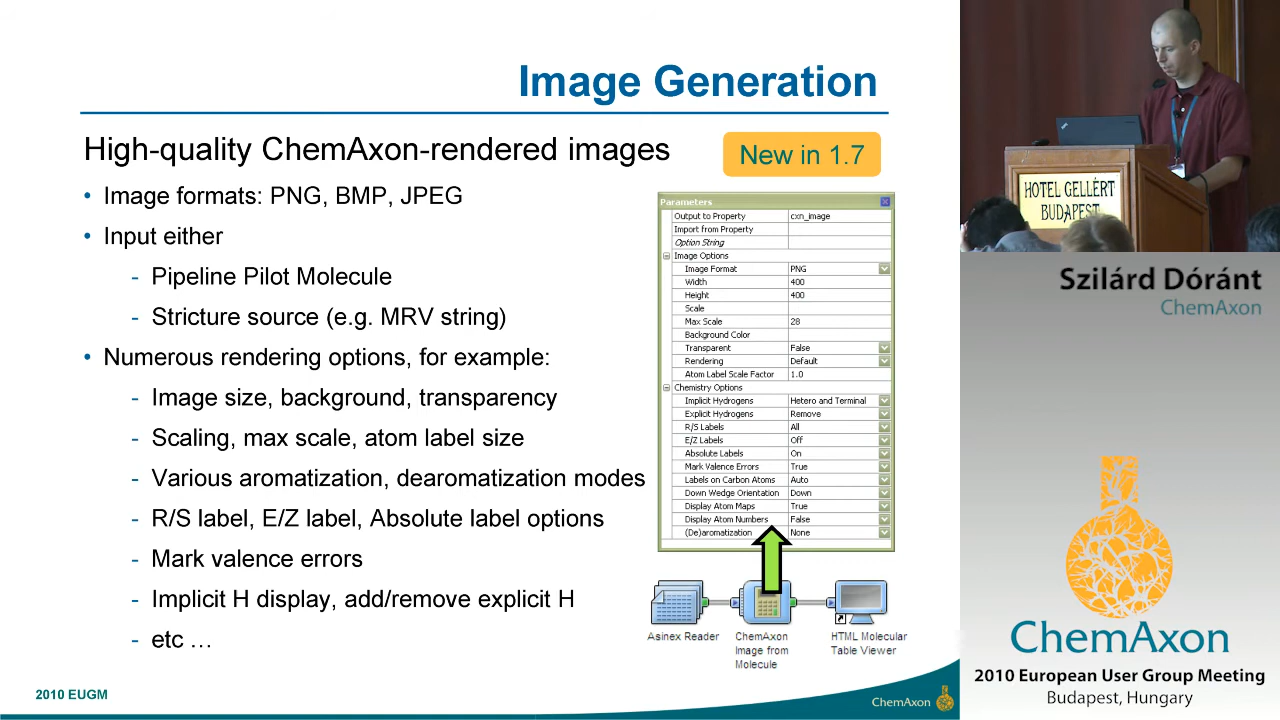 Image Generation
High-quality ChemAxon-rendered images
New in 1.7
• Image formats: PNG, BMP, JPEG
• Input either
- Pipeline Pilot Molecule
- Stricture source (e.g. MRV string)
• Numerous rendering options, for example:
- Image size, background, transparency
- Scaling, max scale, atom label size
- Various aromatization, dearomatization modes
- R/S label, E/Z label, Absolute label options
- Mark valence errors
- Implicit H display, add/remove explicit H
- etc …
Parameters
Output to Property cxn_image
Import from Property
Option String
Image Options
Image Format PNG
Width 400
Height 400
Scale
Max Scale 28
Background Color
Transparent False
Rendering Default
Atom Label Scale Factor 1.0
Chemistry Options
Implicit Hydrogens Hetero and Terminal
Explicit Hydrogens Remove
R/S Labels All
E/Z Labels Off
Absolute Labels On
Mark Valence Errors True
Labels on Carbon Atoms Auto
Down Wedge Orientation Down
Display Atom Maps True
Display Atom Numbers False
(De)aromatization None
Asinex Reader
ChemAxon
Image from
Molecule
HTML Molecular
Table Viewer
2010 EUGM
ChemAxon
HOTEL GELLÉRT
BUDAPEST
Szilárd Dóránt
ChemAxon
ChemAxon
2010 European User Group Meeting
Budapest, Hungary